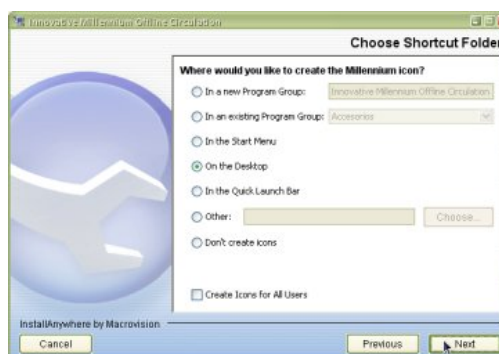 Innovative Millennium Offline Circulation
Choose Shortcut Folder
Where would you like to create the Millennium icon?
In a new Program Group: Innovative Millennium Offline Circulation
In an existing Program Group: Accesorios
In the Start Menu
On the Desktop
In the Quick Launch Bar
Other: Choose...
Don't create icons
Create Icons for All Users
InstallAnywhere by Macrovision
Cancel Previous Next